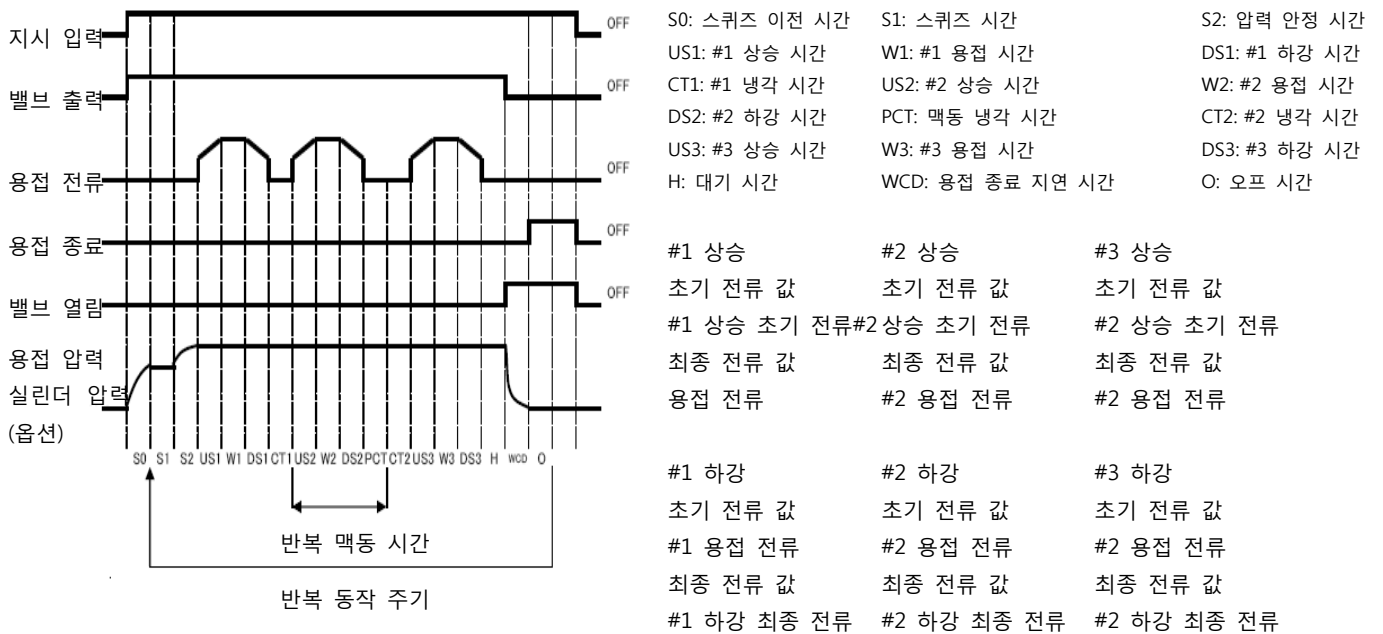 지시 입력
OFF
밸브 출력
OFF
용접 전류
OFF
용접 종료
OFF
밸브 열림
OFF
용접 압력
실린더 압력
(옵션)
S0 S1 S2 US1 W1 DS1 CT1 US2 W2 DS2 PCT CT2 US3 W3 DS3 H WCD O
반복 맥동 시간
반복 동작 주기
S0: 스퀴즈 이전 시간 S1: 스퀴즈 시간 S2: 압력 안정 시간
US1: #1 상승 시간 W1: #1 용접 시간 DS1: #1 하강 시간
CT1: #1 냉각 시간 US2: #2 상승 시간 W2: #2 용접 시간
DS2: #2 하강 시간 PCT: 맥동 냉각 시간 CT2: #2 냉각 시간
US3: #3 상승 시간 W3: #3 용접 시간 DS3: #3 하강 시간
H: 대기 시간 WCD: 용접 종료 지연 시간 O: 오프 시간
#1 상승 #2 상승 #3 상승
초기 전류 값 초기 전류 값 초기 전류 값
#1 상승 초기 전류#2 상승 초기 전류 #2 상승 초기 전류
최종 전류 값 최종 전류 값 최종 전류 값
용접 전류 #2 용접 전류 #2 용접 전류
#1 하강 #2 하강 #3 하강
초기 전류 값 초기 전류 값 초기 전류 값
#1 용접 전류 #2 용접 전류 #2 용접 전류
최종 전류 값 최종 전류 값 최종 전류 값
#1 하강 최종 전류 #2 하강 최종 전류 #2 하강 최종 전류